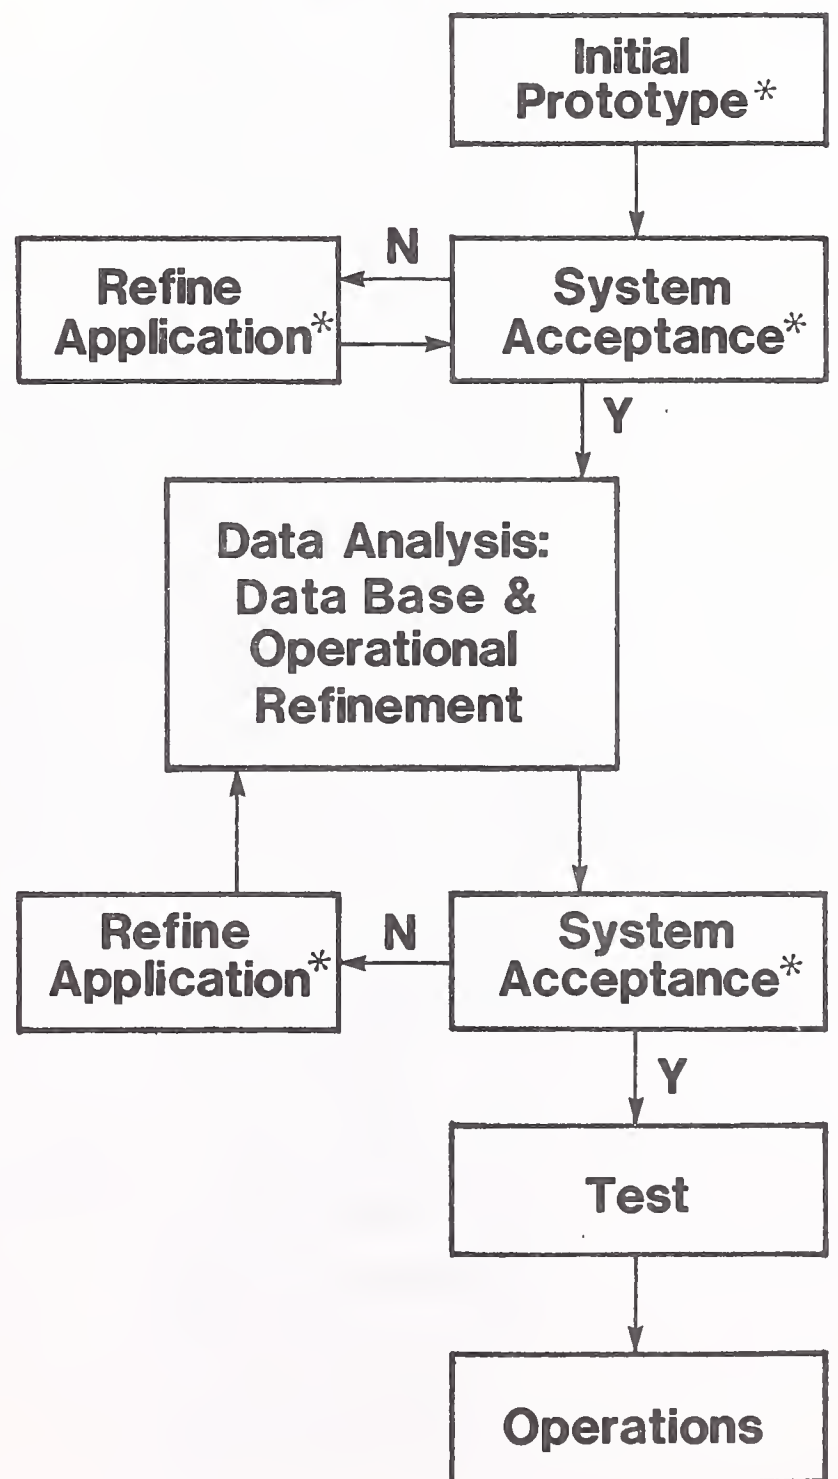 Initial
Prototype*
N
Refine
Application*
System
Acceptance*
Y
Data Analysis:
Data Base &
Operational
Refinement
Refine
Application*
N
System
Acceptance*
Y
Test
Operations